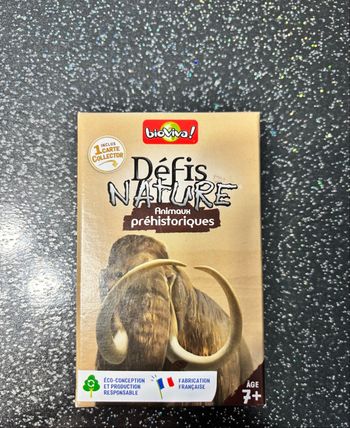 bioviva!
INCLUS
1 CARTE
COLLECTOR
Défis
NATURE
Animaux
préhistoriques
ÉCO-CONCEPTION
ET PRODUCTION
RESPONSABLE
FABRICATION
FRANÇAISE
ÂGE
7+